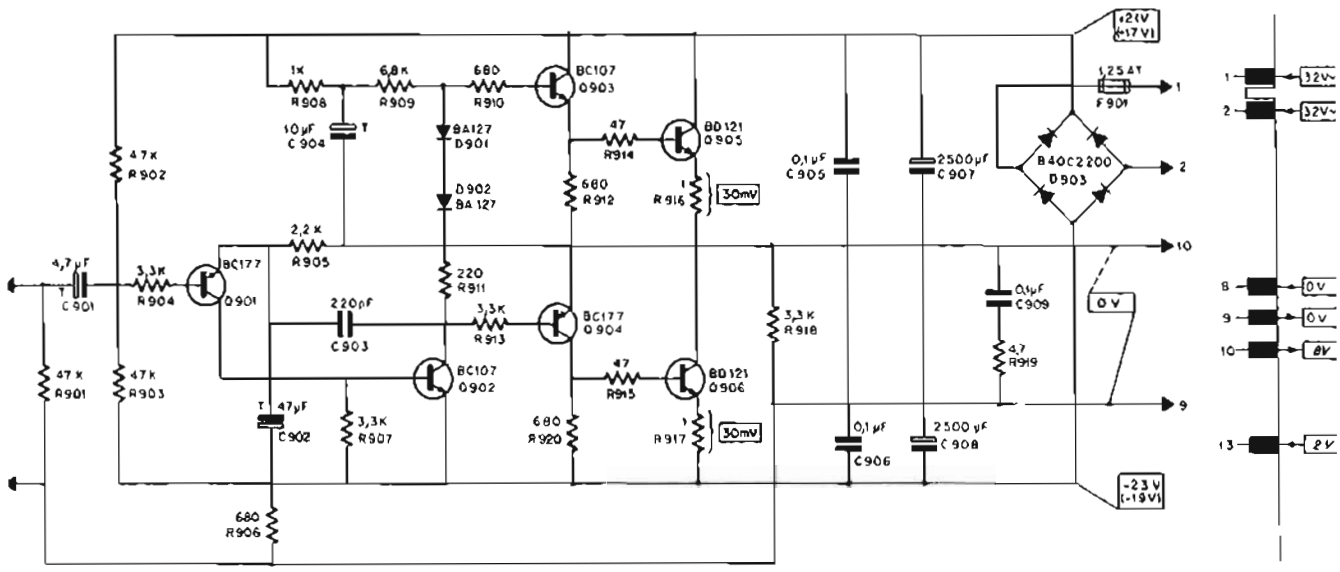 +21V
(+17V)
1K
R908
6,8K
R909
680
R910
BC107
Q903
1,25 AT
F901
1
1
32V~
2
32V~
10µF
T
C904
BA127
D901
47
R914
BD121
Q905
47K
R902
0,1µF
C905
2500µF
C907
B40C2200
D903
2
D902
BA127
680
R912
1
R916
30mV
2,2K
R905
10
4,7µF
T
C901
3,3K
R904
BC177
Q901
220
R911
220pF
C903
3,3K
R913
BC177
Q904
3,3K
R918
0,1µF
C909
0V
8
0V
9
0V
10
8V
4,7
R919
47K
R901
47K
R903
BC107
Q902
47
R915
BD121
Q906
9
T
47µF
C902
3,3K
R907
680
R920
1
R917
30mV
0,1µF
C906
2500µF
C908
13
-23V
(-19V)
680
R906